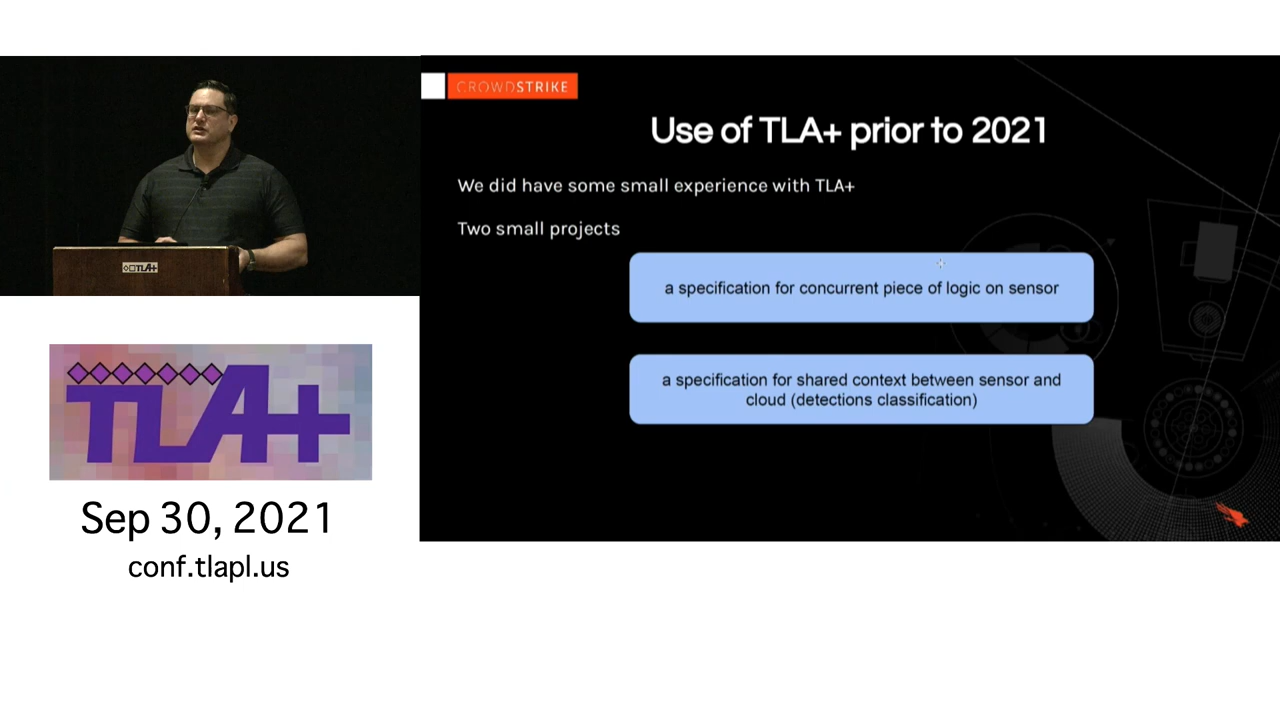 CROWDSTRIKE
Use of TLA+ prior to 2021
We did have some small experience with TLA+
Two small projects
a specification for concurrent piece of logic on sensor
a specification for shared context between sensor and
cloud (detections classification)
TLA+
TLA+
Sep 30, 2021
conf.tlapl.us